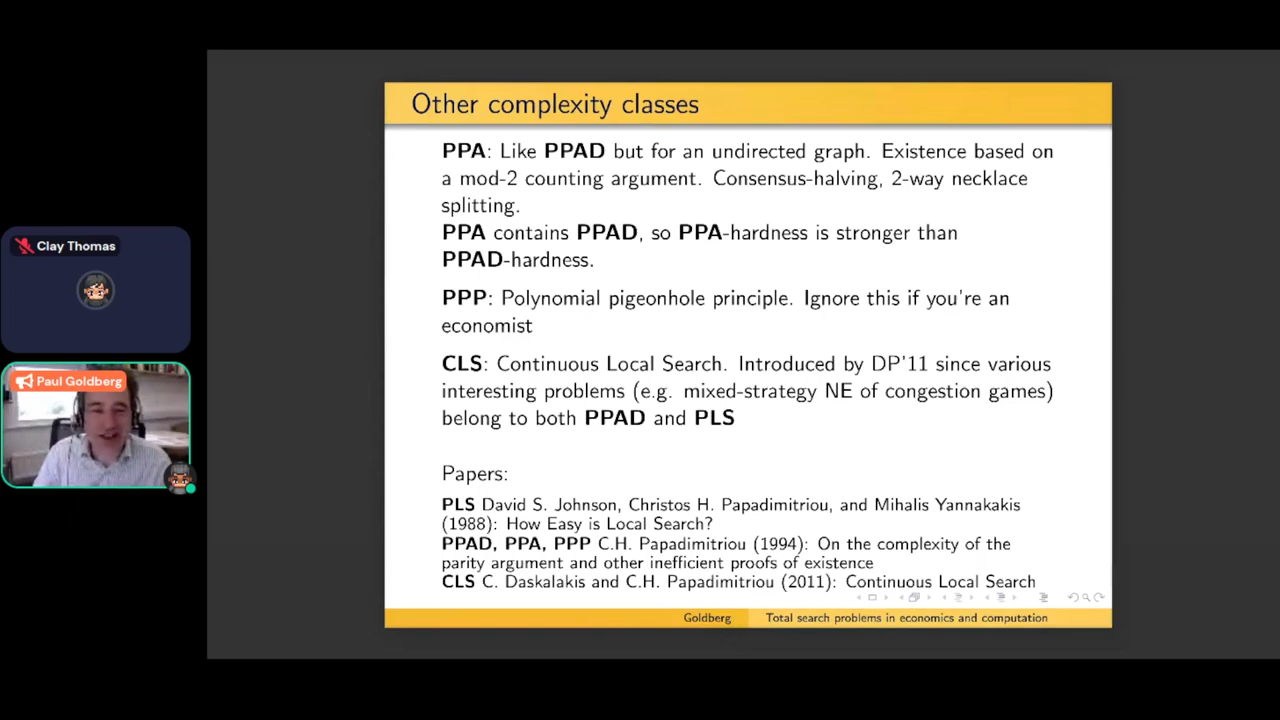 Clay Thomas
Paul Goldberg
Other complexity classes
PPA: Like PPAD but for an undirected graph. Existence based on
a mod-2 counting argument. Consensus-halving, 2-way necklace
splitting.
PPA contains PPAD, so PPA-hardness is stronger than
PPAD-hardness.
PPP: Polynomial pigeonhole principle. Ignore this if you're an
economist
CLS: Continuous Local Search. Introduced by DP'11 since various
interesting problems (e.g. mixed-strategy NE of congestion games)
belong to both PPAD and PLS
Papers:
PLS David S. Johnson, Christos H. Papadimitriou, and Mihalis Yannakakis
(1988): How Easy is Local Search?
PPAD, PPA, PPP C.H. Papadimitriou (1994): On the complexity of the
parity argument and other inefficient proofs of existence
CLS C. Daskalakis and C.H. Papadimitriou (2011): Continuous Local Search
Goldberg
Total search problems in economics and computation